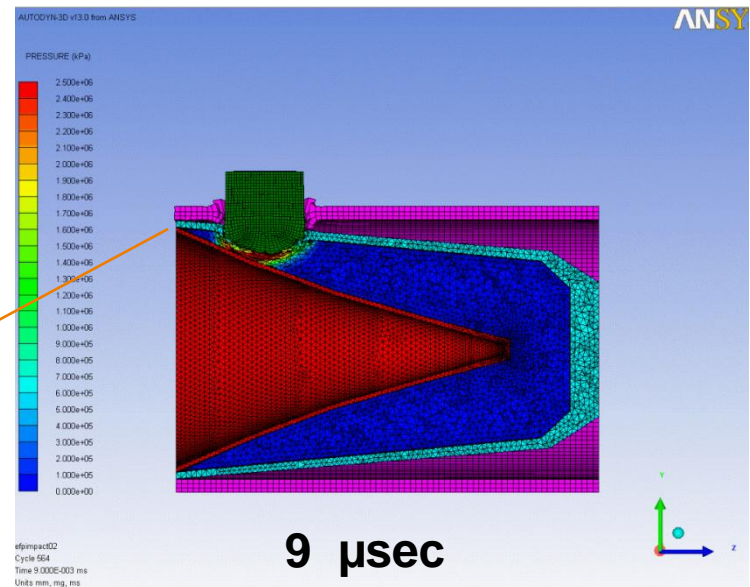 AUTODYN-3D v13.0 from ANSYS
ANSYS
PRESSURE (kPa)
2.500e+06
2.400e+06
2.300e+06
2.200e+06
2.100e+06
2.000e+06
1.900e+06
1.800e+06
1.700e+06
1.600e+06
1.500e+06
1.400e+06
1.300e+06
1.200e+06
1.100e+06
1.000e+06
9.000e+05
8.000e+05
7.000e+05
6.000e+05
5.000e+05
4.000e+05
3.000e+05
2.000e+05
1.000e+05
0.000e+00
Y
Z
efpimpact02
Cycle 564
Time 9.000E-003 ms
Units mm, mg, ms
9 µsec